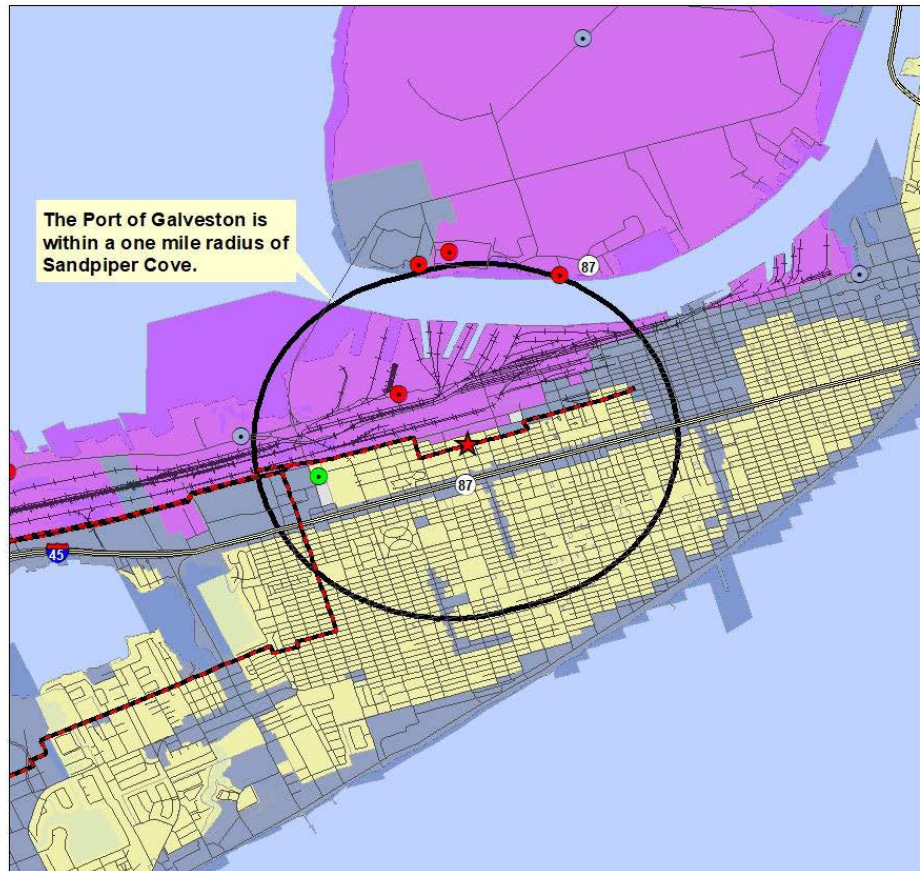 The Port of Galveston is
within a one mile radius of
Sandpiper Cove.
87
87
45